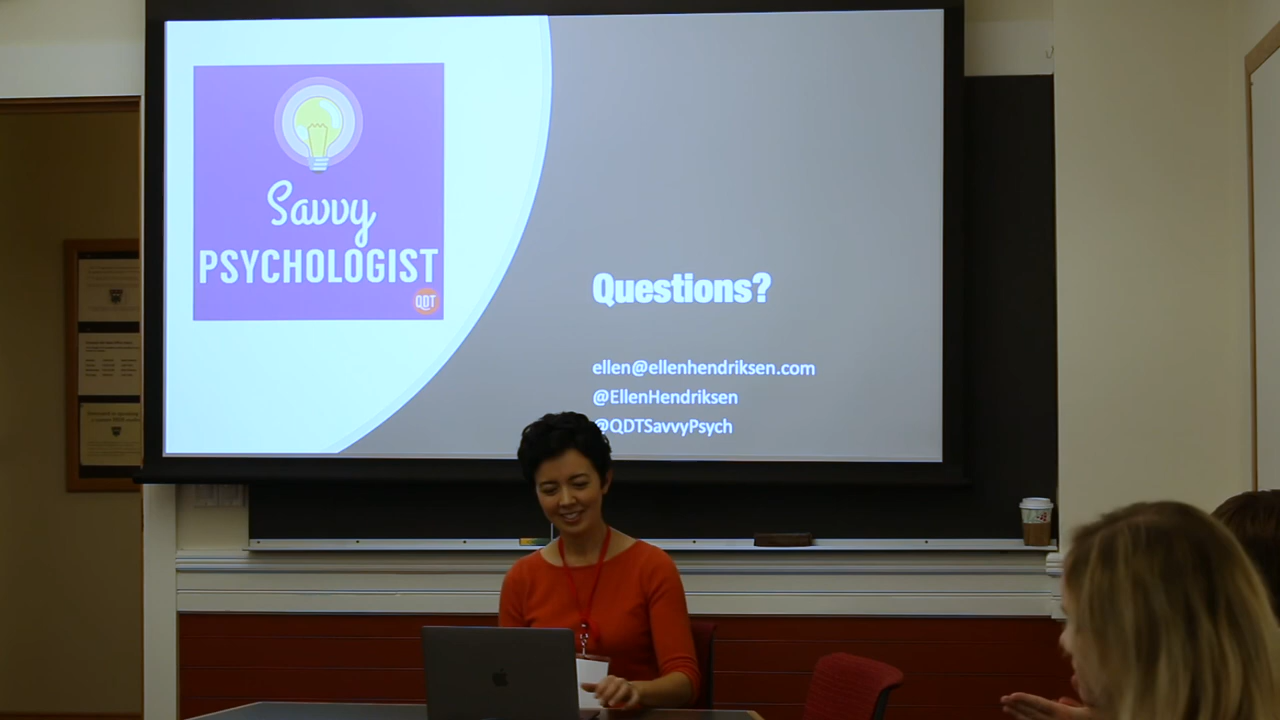 Savvy
PSYCHOLOGIST
QDT
Questions?
ellen@ellenhendriksen.com
@EllenHendriksen
@QDTSavvyPsych